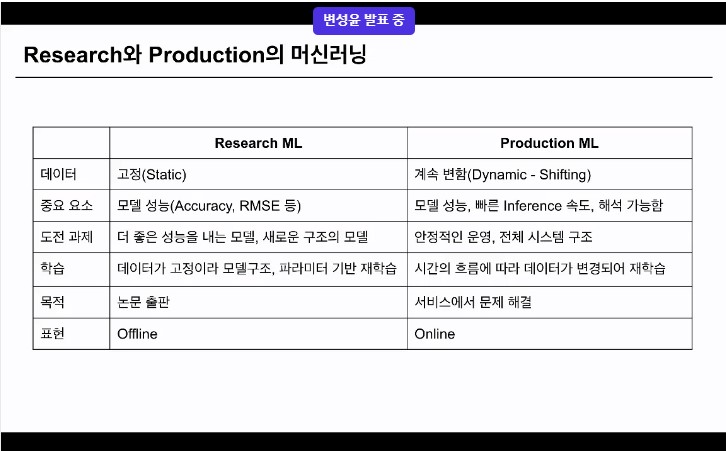 변성윤 발표 중
Research와 Production의 머신러닝
Research ML Production ML
데이터 고정(Static) 계속 변함(Dynamic - Shifting)
중요 요소 모델 성능(Accuracy, RMSE 등) 모델 성능, 빠른 Inference 속도, 해석 가능함
도전 과제 더 좋은 성능을 내는 모델, 새로운 구조의 모델 안정적인 운영, 전체 시스템 구조
학습 데이터가 고정이라 모델구조, 파라미터 기반 재학습 시간의 흐름에 따라 데이터가 변경되어 재학습
목적 논문 출판 서비스에서 문제 해결
표현 Offline Online